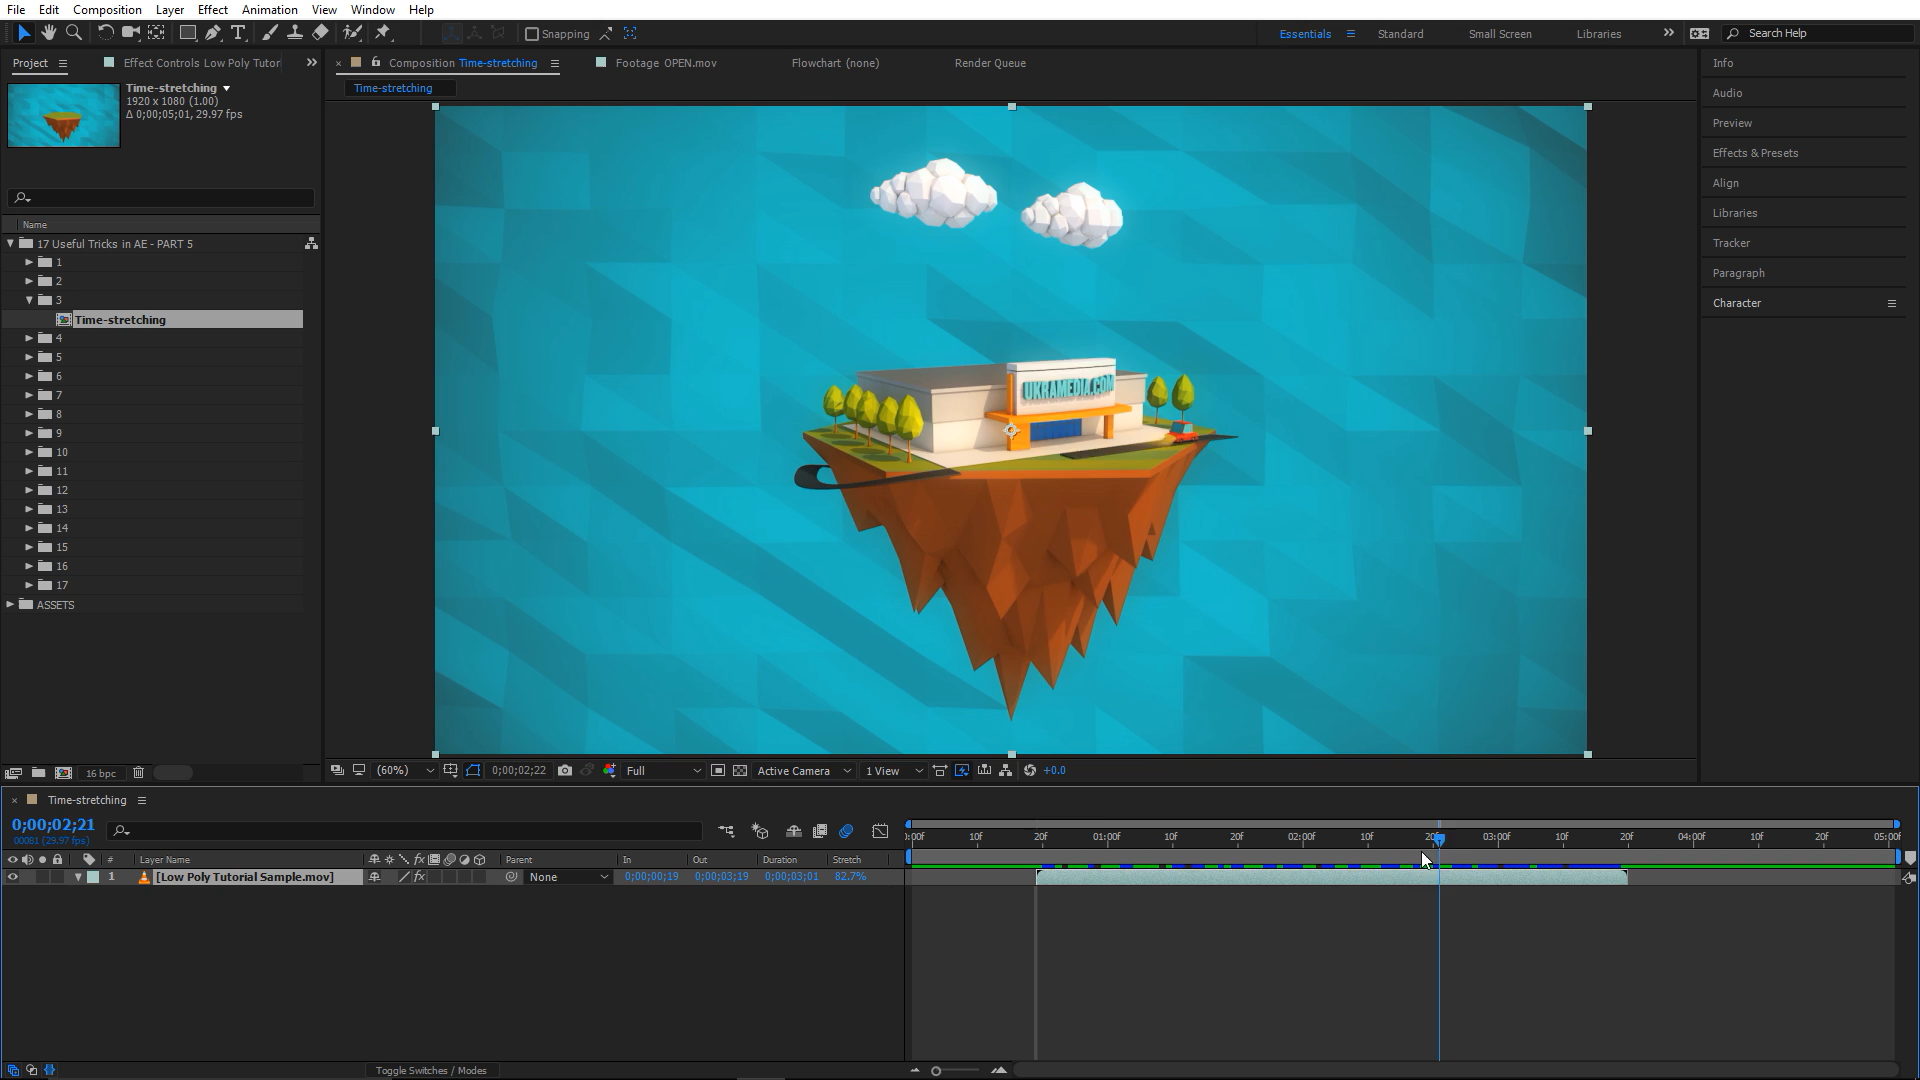 File Edit Composition Layer Effect Animation View Window Help
Snapping
Essentials Standard Small Screen Libraries
Search Help
Project Effect Controls Low Poly Tutor
Composition Time-stretching Footage OPEN.mov Flowchart (none) Render Queue
Time-stretching
Time-stretching
1920 x 1080 (1.00)
Δ 0;00;05;01, 29.97 fps
Name
17 Useful Tricks in AE - PART 5
1
2
3
Time-stretching
4
5
6
7
8
9
10
11
12
13
14
15
16
17
ASSETS
16 bpc
UKRAMEDIA.COM
Info
Audio
Preview
Effects & Presets
Align
Libraries
Tracker
Paragraph
Character
(60%) 0;00;02;22 Full Active Camera 1 View +0.0
Time-stretching
0;00;02;21
00081 (29.97 fps)
:00f 10f 20f 01:00f 10f 20f 02:00f 10f 20f 03:00f 10f 20f 04:00f 10f 20f 05:00f
# Layer Name Parent In Out Duration Stretch
1 [Low Poly Tutorial Sample.mov] None 0;00;00;19 0;00;03;19 0;00;03;01 82.7%
Toggle Switches / Modes